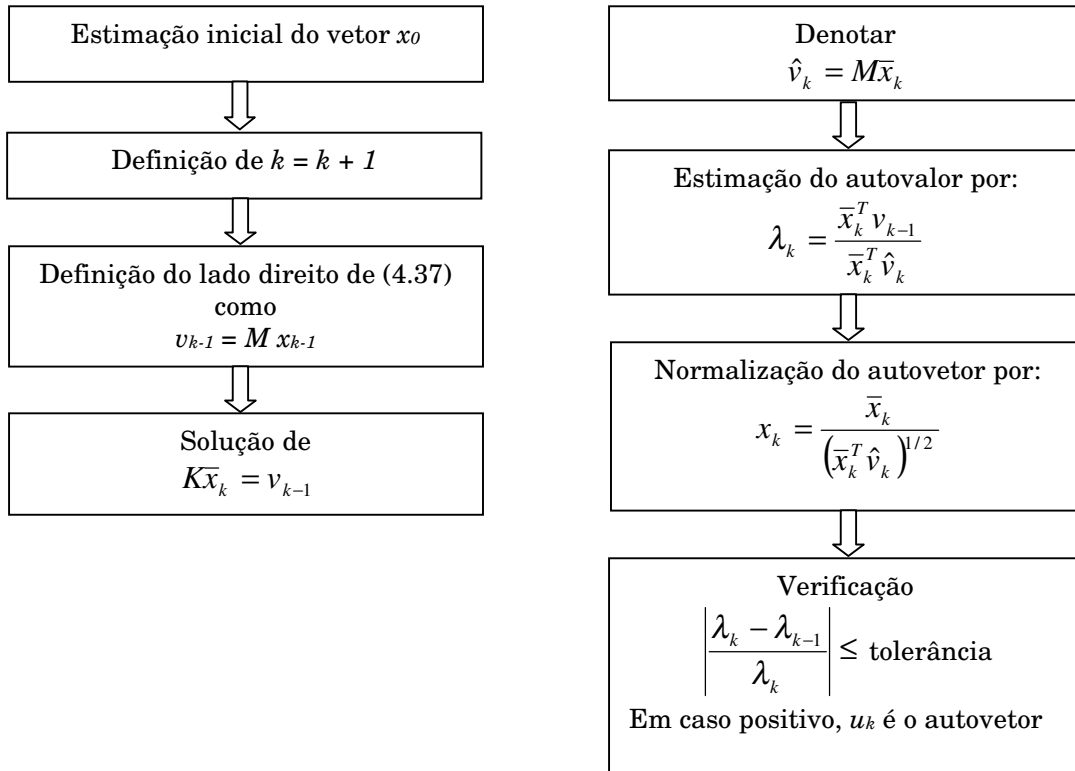 Estimação inicial do vetor x₀
Definição de k = k + 1
Definição do lado direito de (4.37)
como
vₖ₋₁ = M xₖ₋₁
Solução de
Kx̄ₖ = vₖ₋₁
Denotar
v̂ₖ = Mx̄ₖ
Estimação do autovalor por:
λₖ = x̄ₖᵀ vₖ₋₁ / x̄ₖᵀ v̂ₖ
Normalização do autovetor por:
xₖ = x̄ₖ / (x̄ₖᵀ v̂ₖ)^1/2
Verificação
|λₖ − λₖ₋₁ / λₖ| ≤ tolerância
Em caso positivo, uₖ é o autovetor